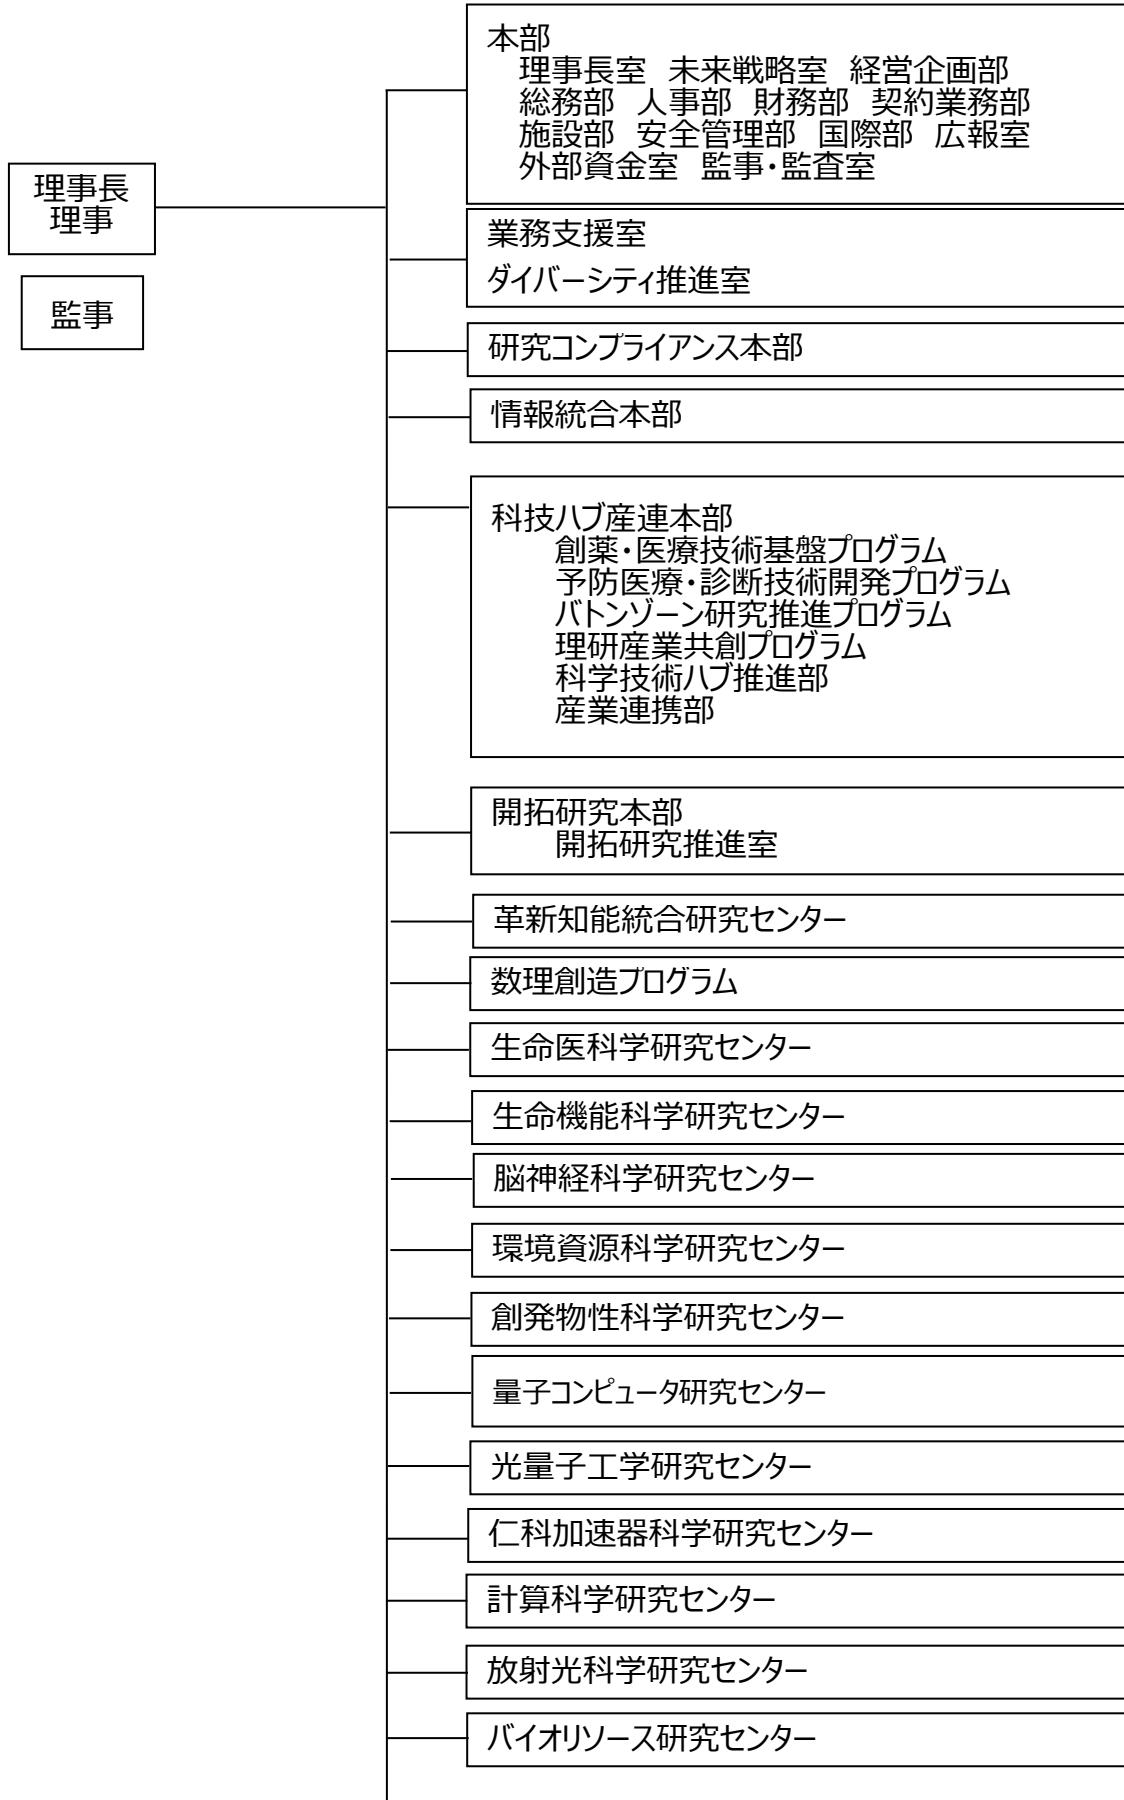 本部
理事長室 未来戦略室 経営企画部
総務部 人事部 財務部 契約業務部
施設部 安全管理部 国際部 広報室
外部資金室 監事・監査室
理事長
理事
監事
業務支援室
ダイバーシティ推進室
研究コンプライアンス本部
情報統合本部
科技ハブ産連本部
創薬・医療技術基盤プログラム
予防医療・診断技術開発プログラム
バトンゾーン研究推進プログラム
理研産業共創プログラム
科学技術ハブ推進部
産業連携部
開拓研究本部
開拓研究推進室
革新知能統合研究センター
数理創造プログラム
生命医科学研究センター
生命機能科学研究センター
脳神経科学研究センター
環境資源科学研究センター
創発物性科学研究センター
量子コンピュータ研究センター
光量子工学研究センター
仁科加速器科学研究センター
計算科学研究センター
放射光科学研究センター
バイオリソース研究センター